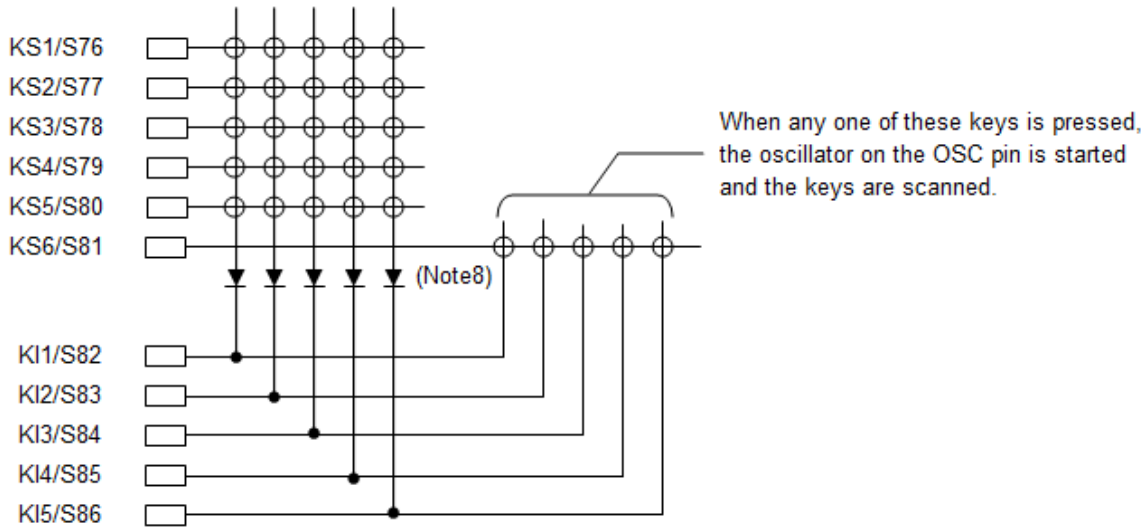 KS1/S76
KS2/S77
KS3/S78
KS4/S79
KS5/S80
KS6/S81
When any one of these keys is pressed,
the oscillator on the OSC pin is started
and the keys are scanned.
(Note8)
KI1/S82
KI2/S83
KI3/S84
KI4/S85
KI5/S86